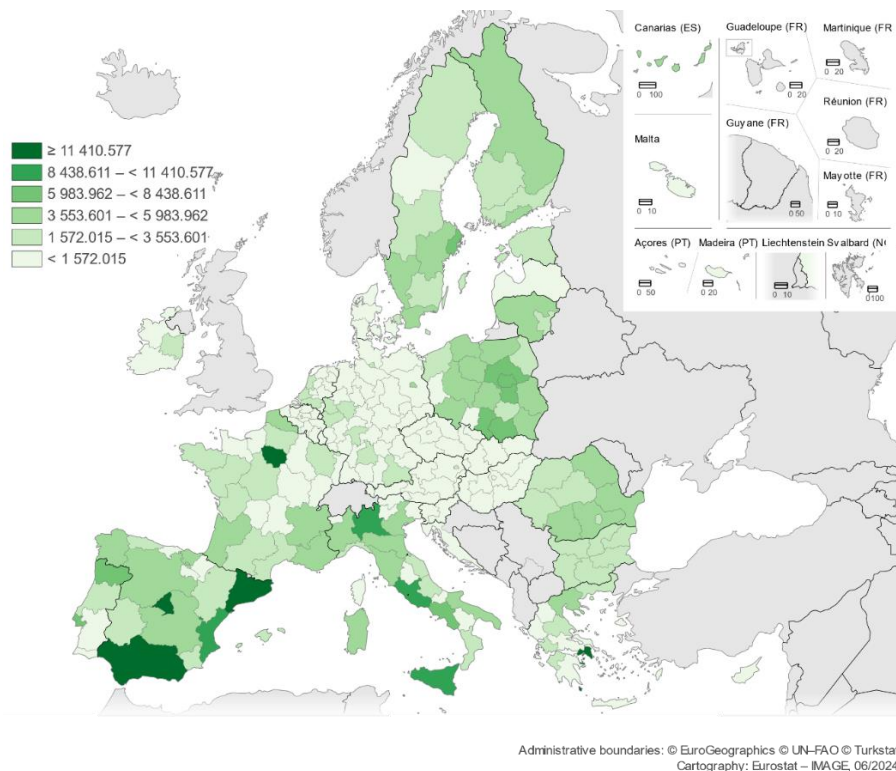 ≥ 11 410.577
8 438.611 – < 11 410.577
5 983.962 – < 8 438.611
3 553.601 – < 5 983.962
1 572.015 – < 3 553.601
< 1 572.015
Canarias (ES)
0 100
Guadeloupe (FR)
0 20
Martinique (FR
0 20
Malta
0 10
Guyane (FR)
0 50
Réunion (FR)
0 20
Mayotte (FR)
0 10
Açores (PT)
0 50
Madeira (PT)
0 20
Liechtenstein
0 10
Svalbard (N
0100
Administrative boundaries: © EuroGeographics © UN–FAO © Turkstat
Cartography: Eurostat – IMAGE, 06/2024